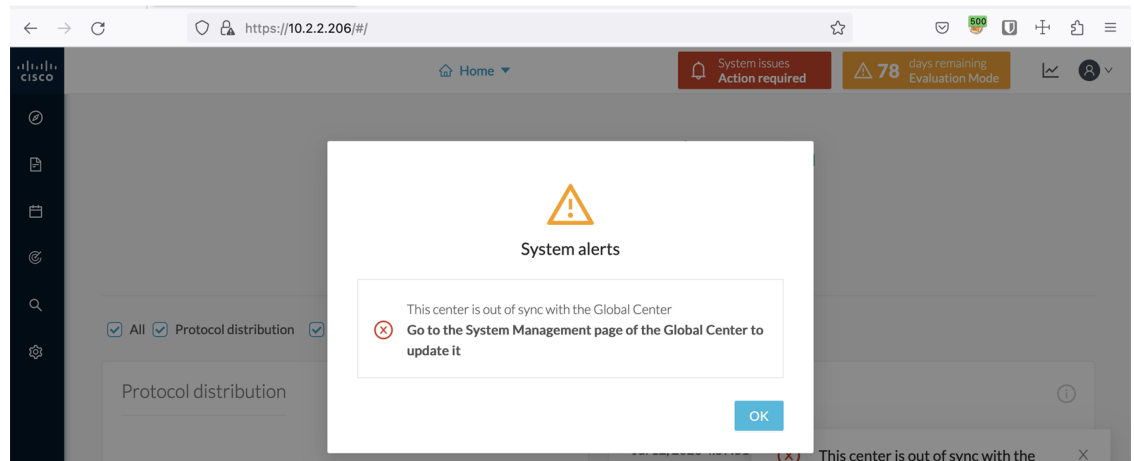 https://10.2.2.206/#/
500
CISCO
Home
System issues
Action required
78 days remaining
Evaluation Mode
System alerts
This center is out of sync with the Global Center
Go to the System Management page of the Global Center to
update it
All Protocol distribution
Protocol distribution
OK
This center is out of sync with the